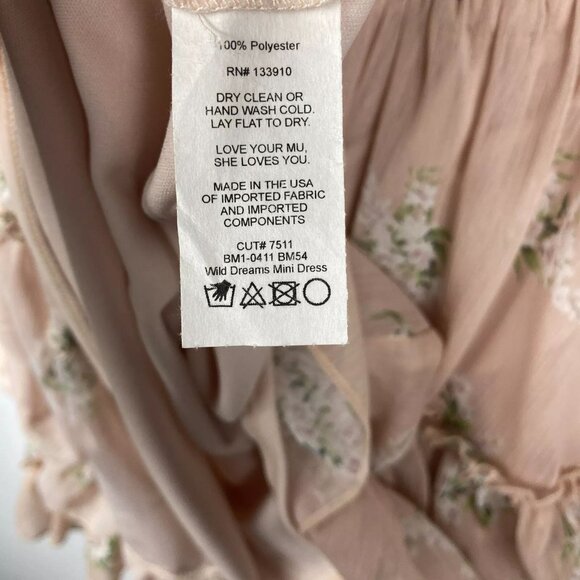 100% Polyester
RN# 133910
DRY CLEAN OR
HAND WASH COLD.
LAY FLAT TO DRY.
LOVE YOUR MU,
SHE LOVES YOU.
MADE IN THE USA
OF IMPORTED FABRIC
AND IMPORTED
COMPONENTS
CUT# 7511
BM1-0411 BM54
Wild Dreams Mini Dress